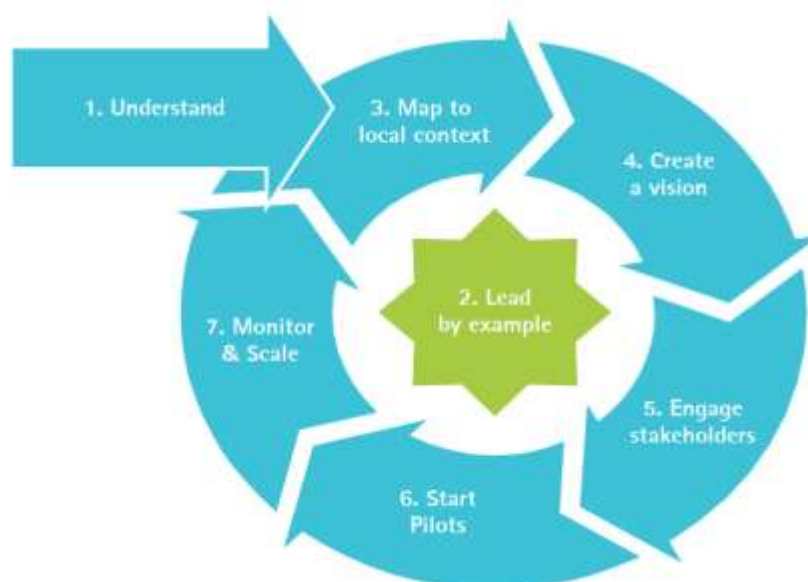 1. Understand
3. Map to
local context
4. Create
a vision
2. Lead
by example
7. Monitor
& Scale
5. Engage
stakeholders
6. Start
Pilots